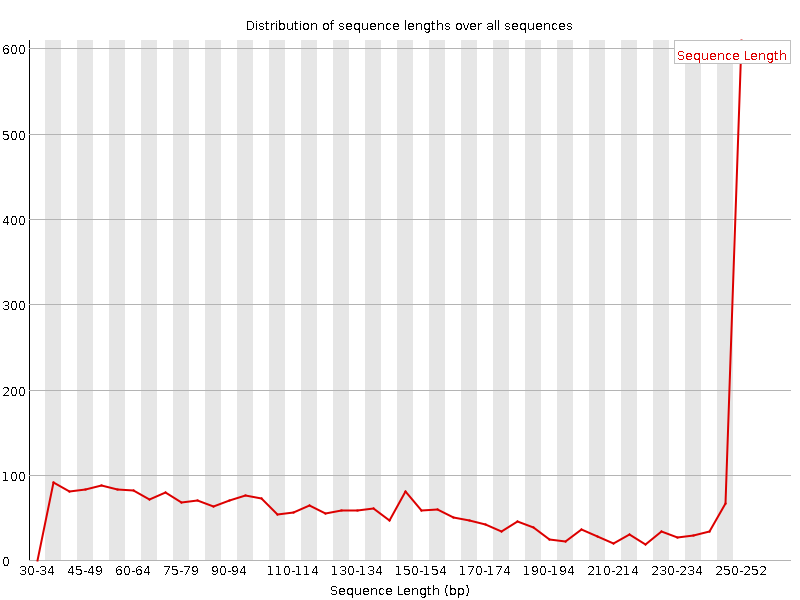 Distribution of sequence lengths over all sequences
Sequence Length
600
500
400
300
200
100
0
30-34 45-49 60-64 75-79 90-94 110-114 130-134 150-154 170-174 190-194 210-214 230-234 250-252
Sequence Length (bp)